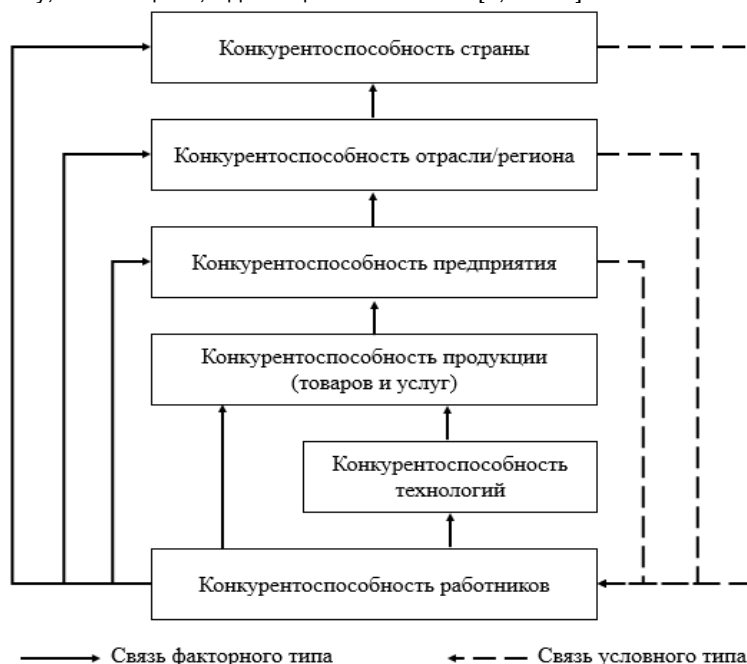 Конкурентоспособность страны
Конкурентоспособность отрасли/региона
Конкурентоспособность предприятия
Конкурентоспособность продукции
(товаров и услуг)
Конкурентоспособность
технологий
Конкурентоспособность работников
Связь факторного типа
Связь условного типа